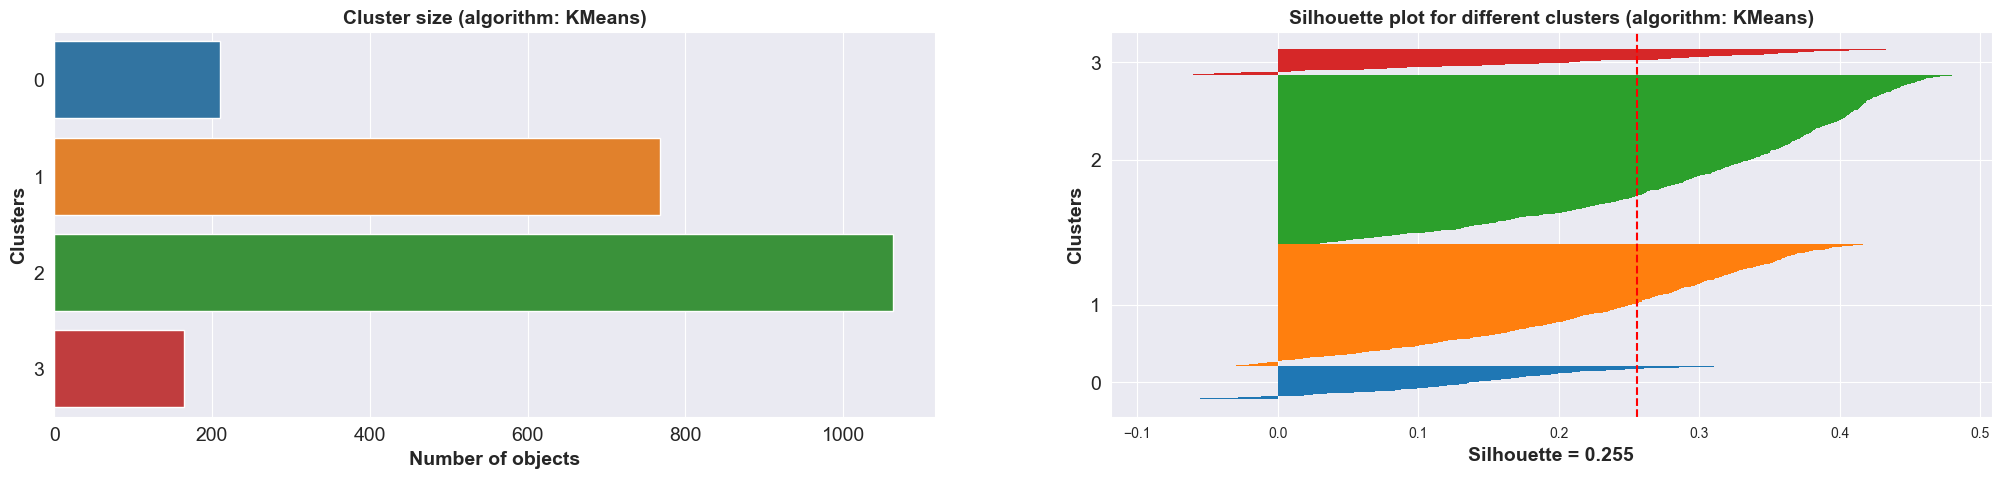 Cluster size (algorithm: KMeans)
Clusters
0
1
2
3
0 200 400 600 800 1000
Number of objects
Silhouette plot for different clusters (algorithm: KMeans)
Clusters
3
2
1
0
−0.1 0.0 0.1 0.2 0.3 0.4 0.5
Silhouette = 0.255